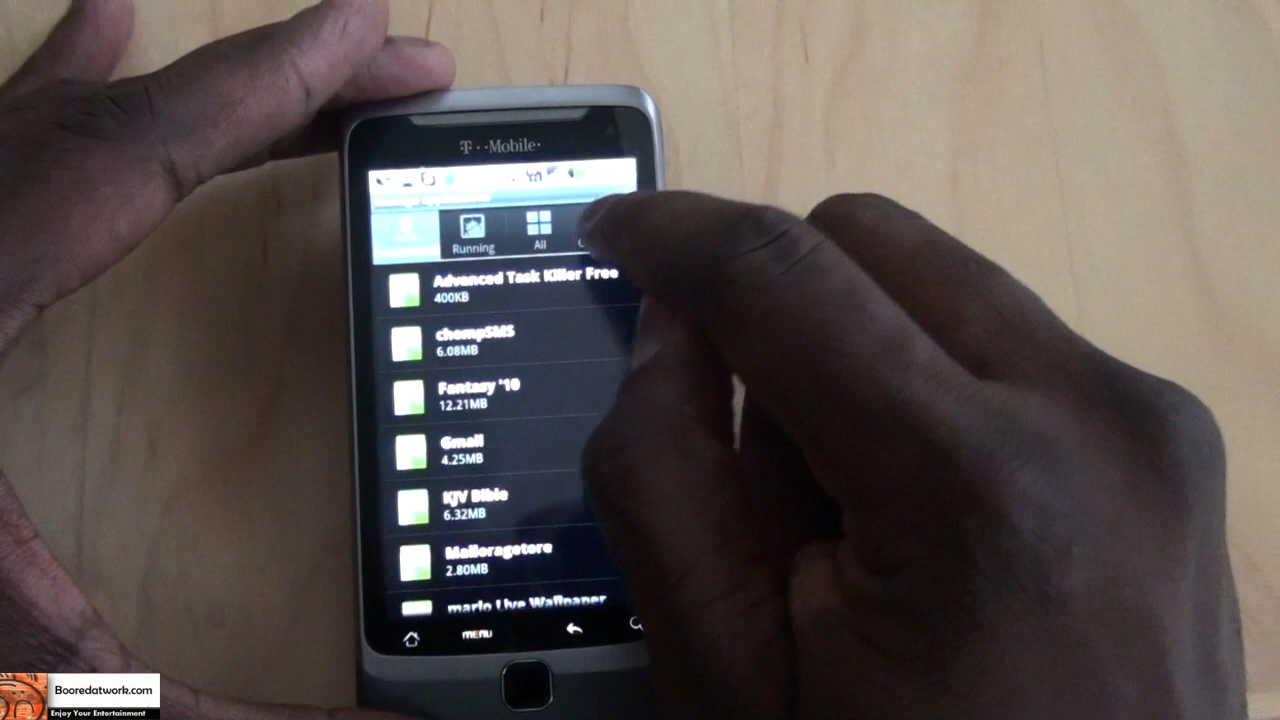 T··Mobile·
Running
All
Advanced Task Killer Free
400KB
chompSMS
6.08MB
Fantasy '10
12.21MB
Gmail
4.25MB
KJV Bible
6.32MB
2.80MB
mario Live Wallpaper
menu
Booredatwork.com
Enjoy Your Entertainment